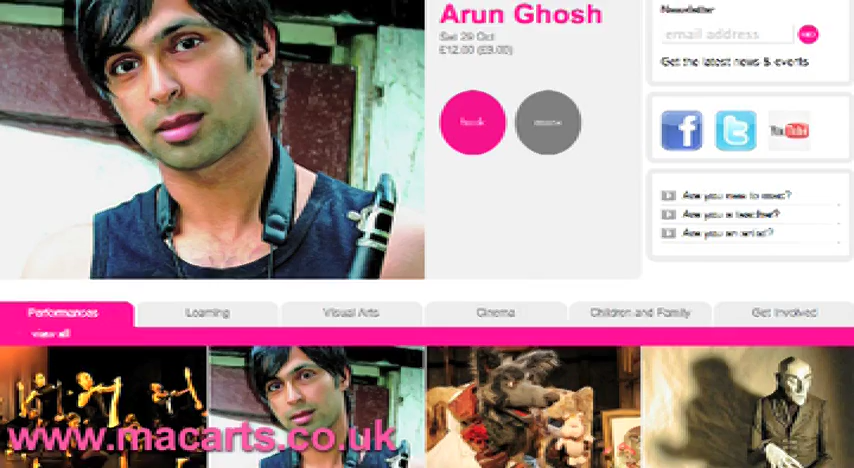 Arun Ghosh
Sat 29 Oct
£12.00 (£9.00)
book
Newsletter
email address
Get the latest news & events
f
t
YouTube
Are you new to mac?
Are you a teacher?
Are you an artist?
Performances
Learning
Visual Arts
Cinema
Children and Family
Get Involved
view all
www.macarts.co.uk